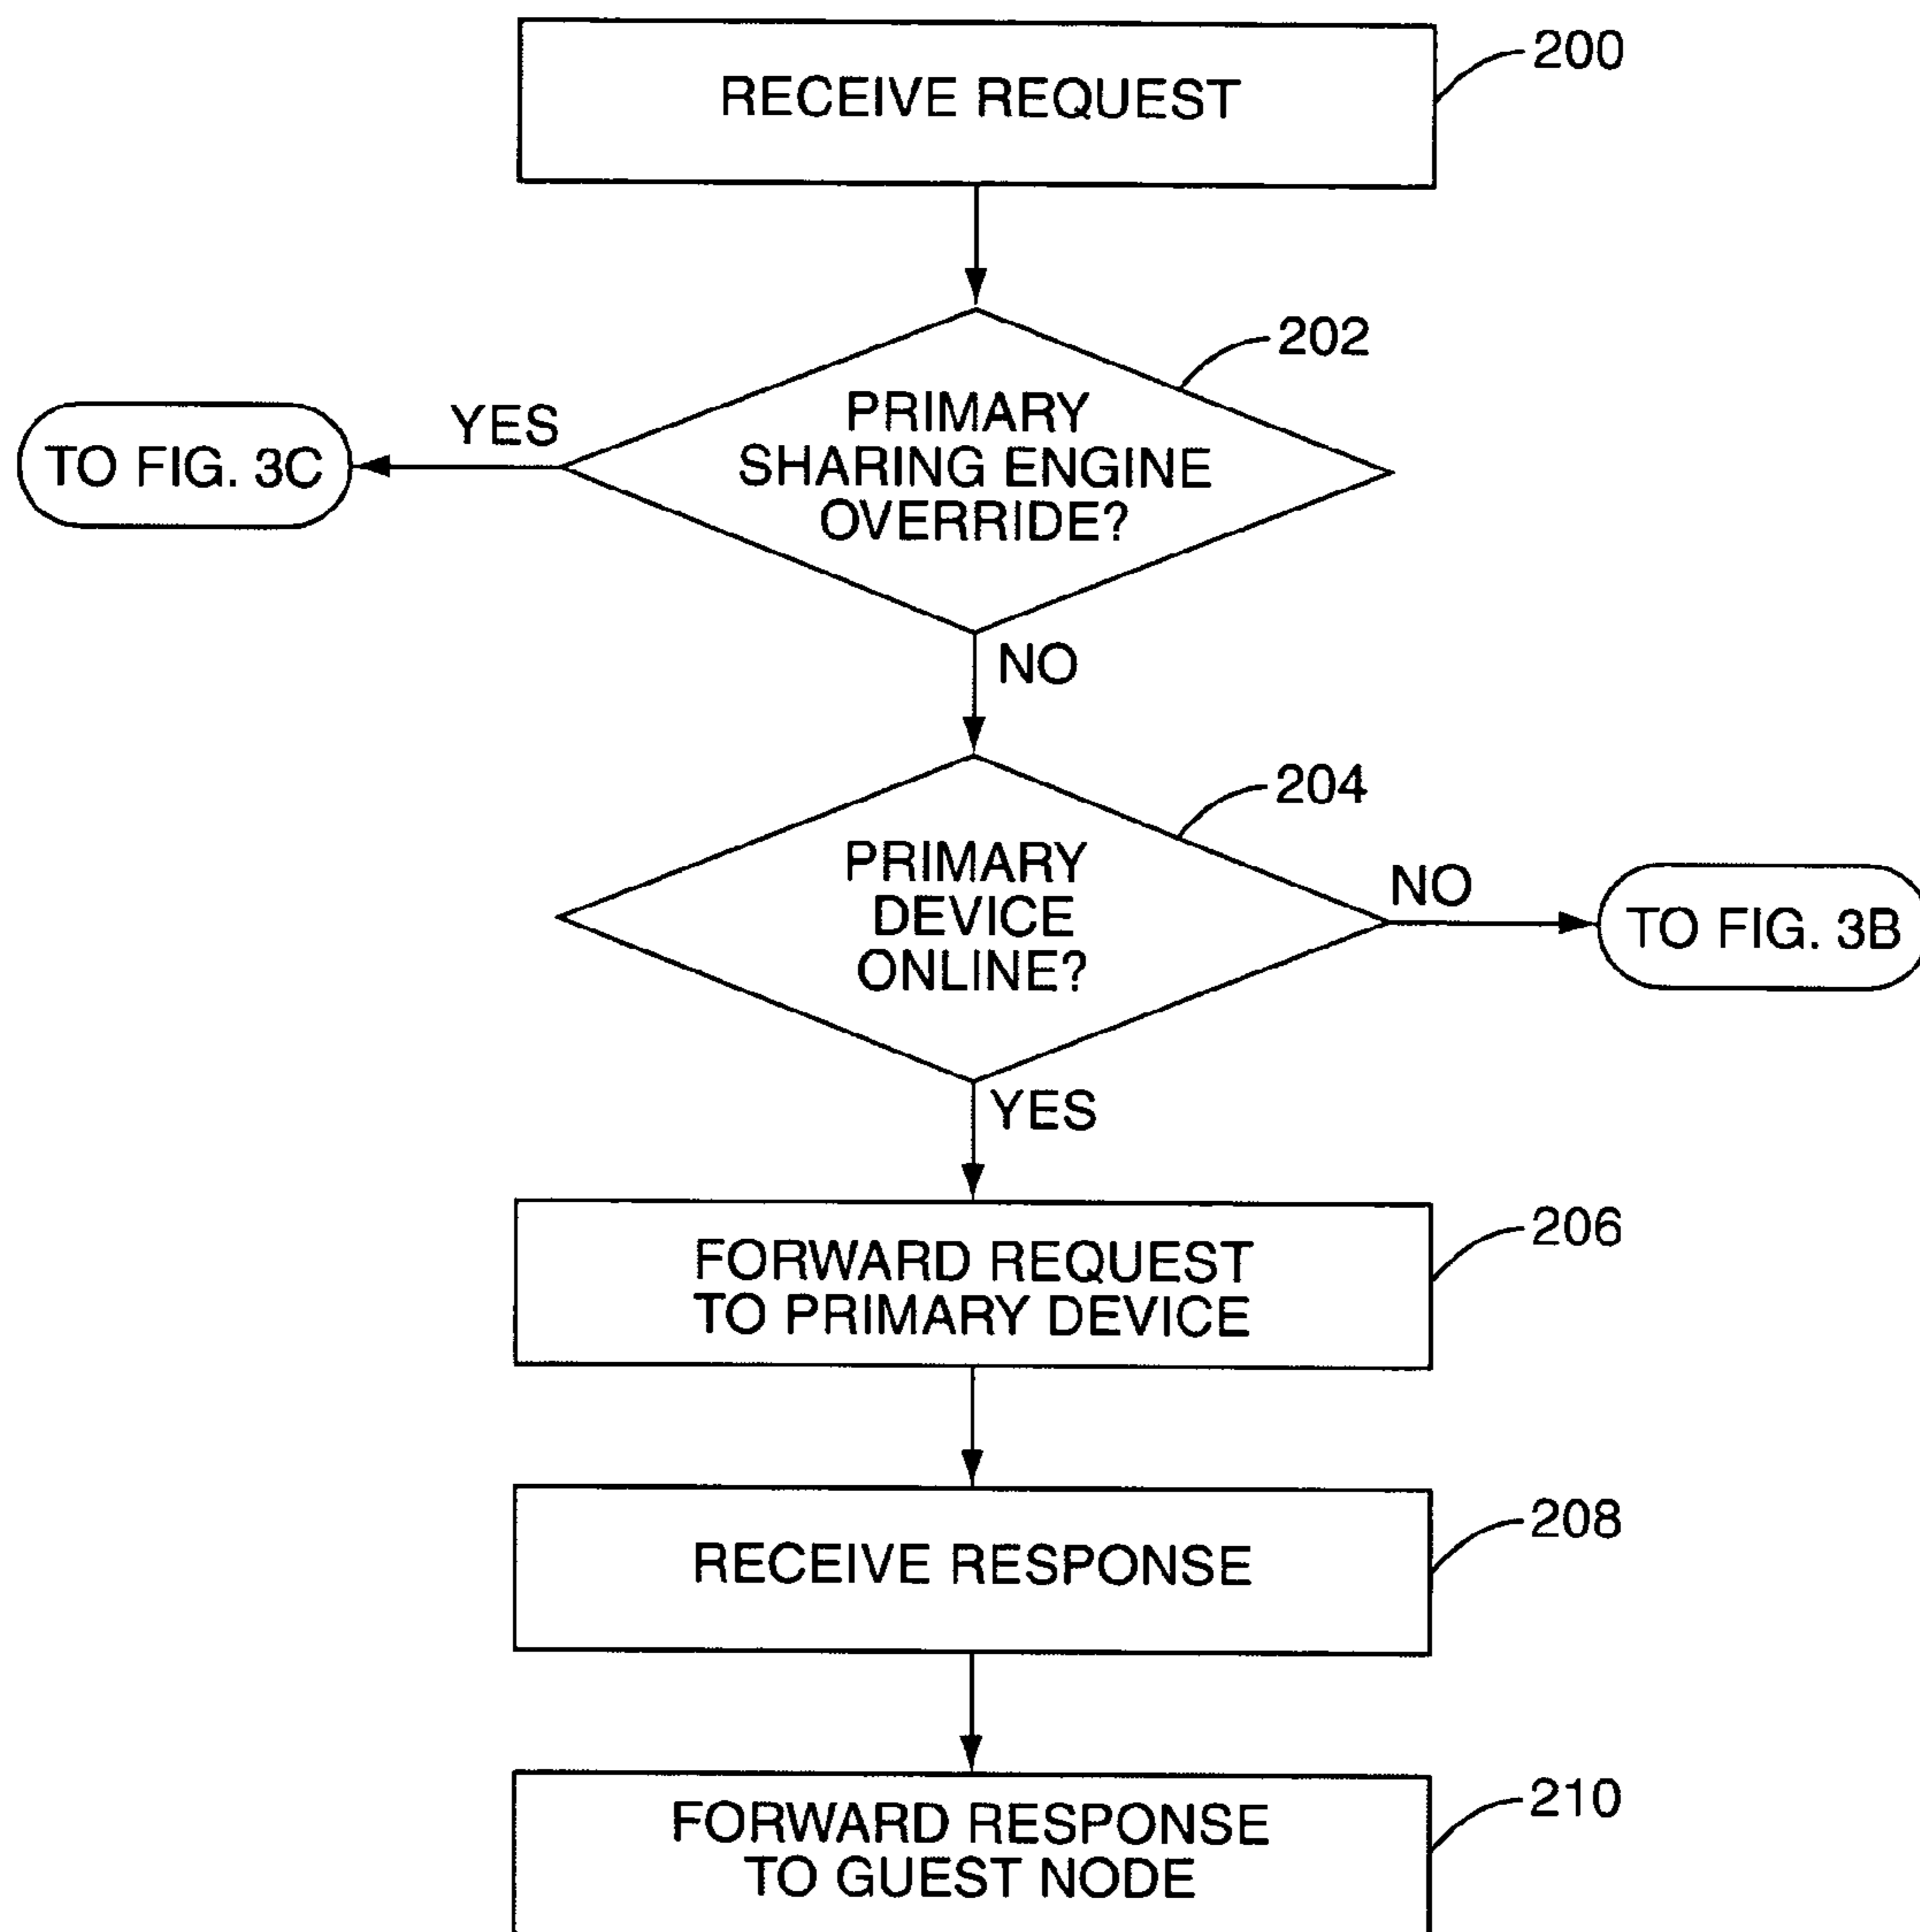 RECEIVE REQUEST
200
202
PRIMARY
SHARING ENGINE
OVERRIDE?
YES
TO FIG. 3C
NO
204
PRIMARY
DEVICE
ONLINE?
NO
TO FIG. 3B
YES
206
FORWARD REQUEST
TO PRIMARY DEVICE
208
RECEIVE RESPONSE
210
FORWARD RESPONSE
TO GUEST NODE